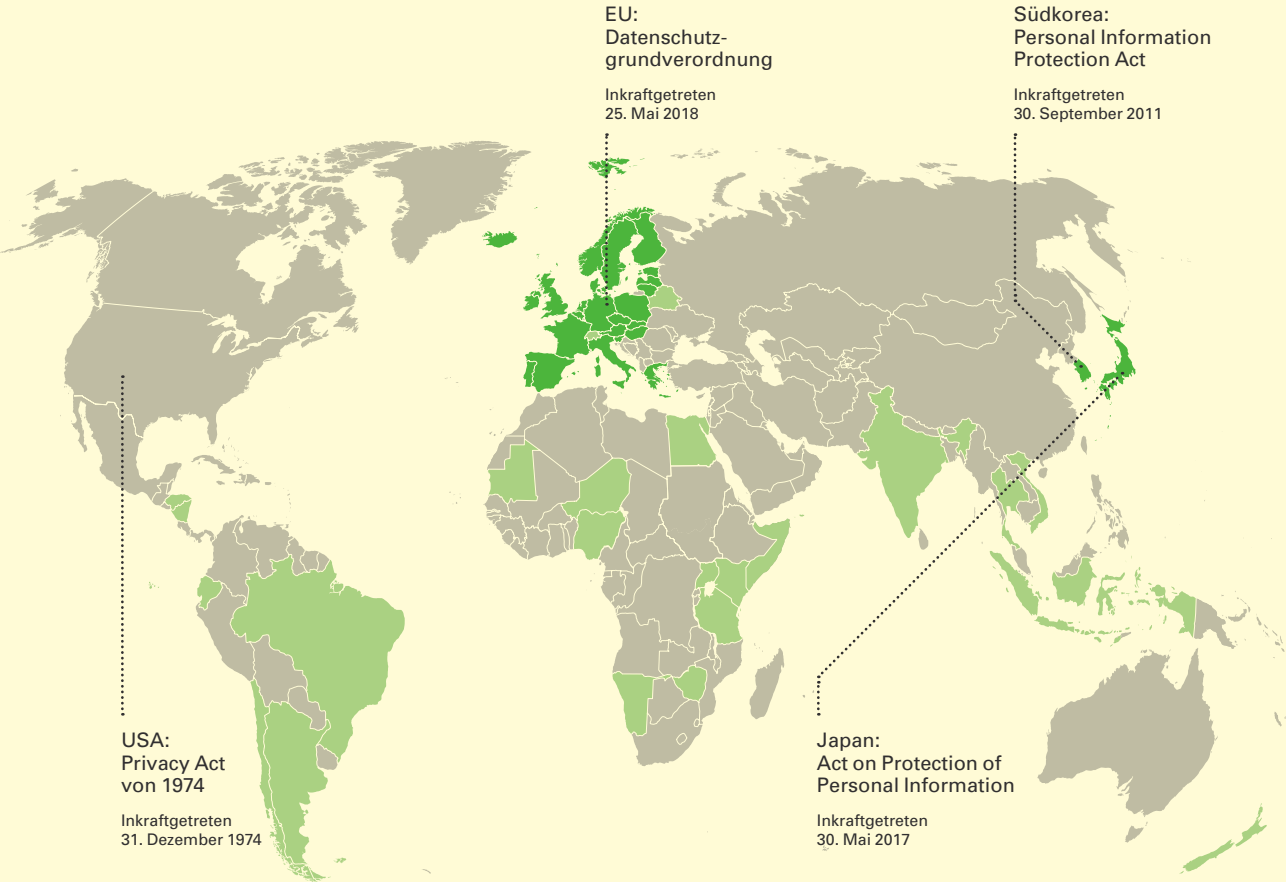 EU:
Datenschutz-
grundverordnung
Inkraftgetreten
25. Mai 2018
Südkorea:
Personal Information
Protection Act
Inkraftgetreten
30. September 2011
USA:
Privacy Act
von 1974
Inkraftgetreten
31. Dezember 1974
Japan:
Act on Protection of
Personal Information
Inkraftgetreten
30. Mai 2017